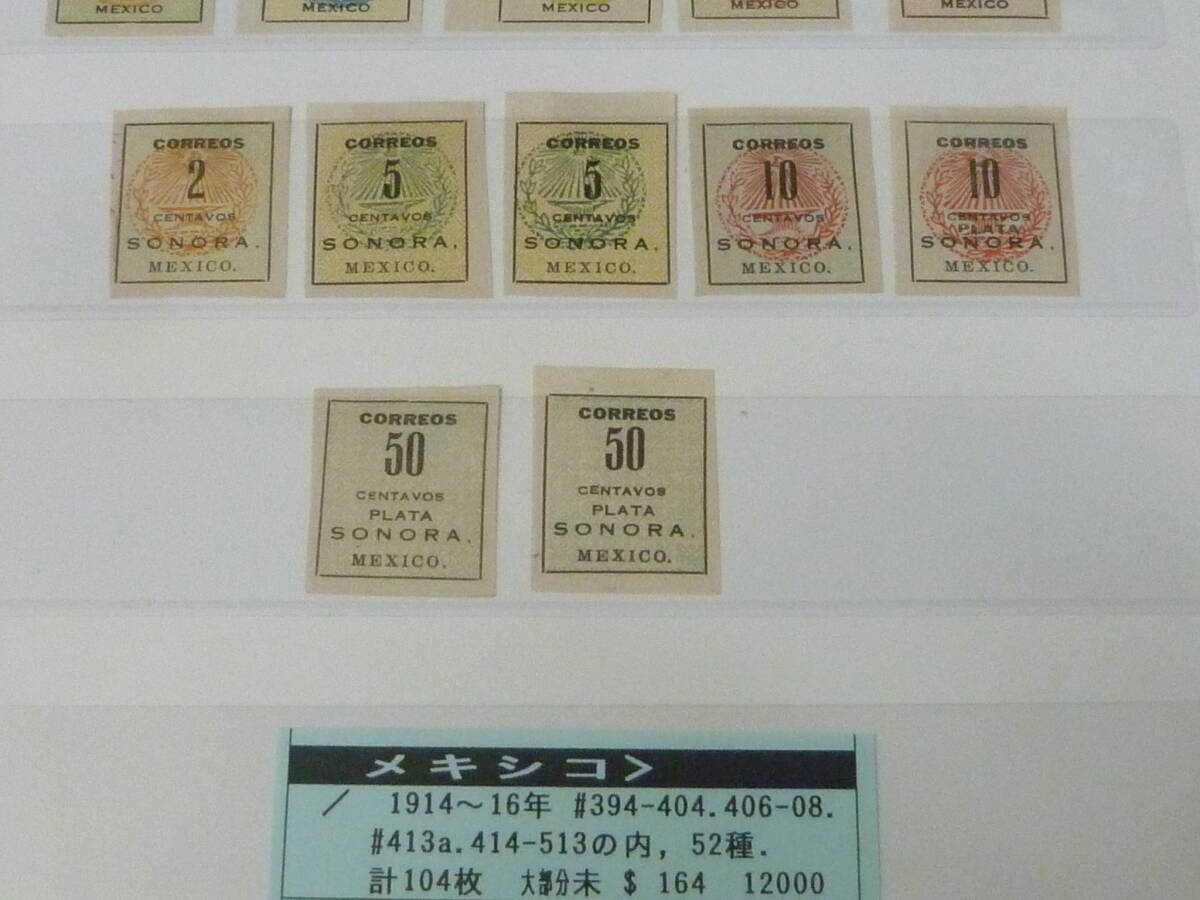 MEXICO
MEXICO
MEXICO
MEXICO
MEXICO
CORREOS
2
CENTAVOS
SONORA.
MEXICO.
CORREOS
5
CENTAVOS
SONORA.
MEXICO.
CORREOS
5
CENTAVOS
SONORA.
MEXICO.
CORREOS
10
CENTAVOS
SONORA.
MEXICO.
CORREOS
10
CENTAVOS
PLATA
SONORA.
MEXICO.
CORREOS
50
CENTAVOS
PLATA
SONORA.
MEXICO.
CORREOS
50
CENTAVOS
PLATA
SONORA.
MEXICO.
メキシコ>
/ 1914~16年 #394-404.406-08.
#413a.414-513の内, 52種.
計104枚 大部分未 $ 164 12000